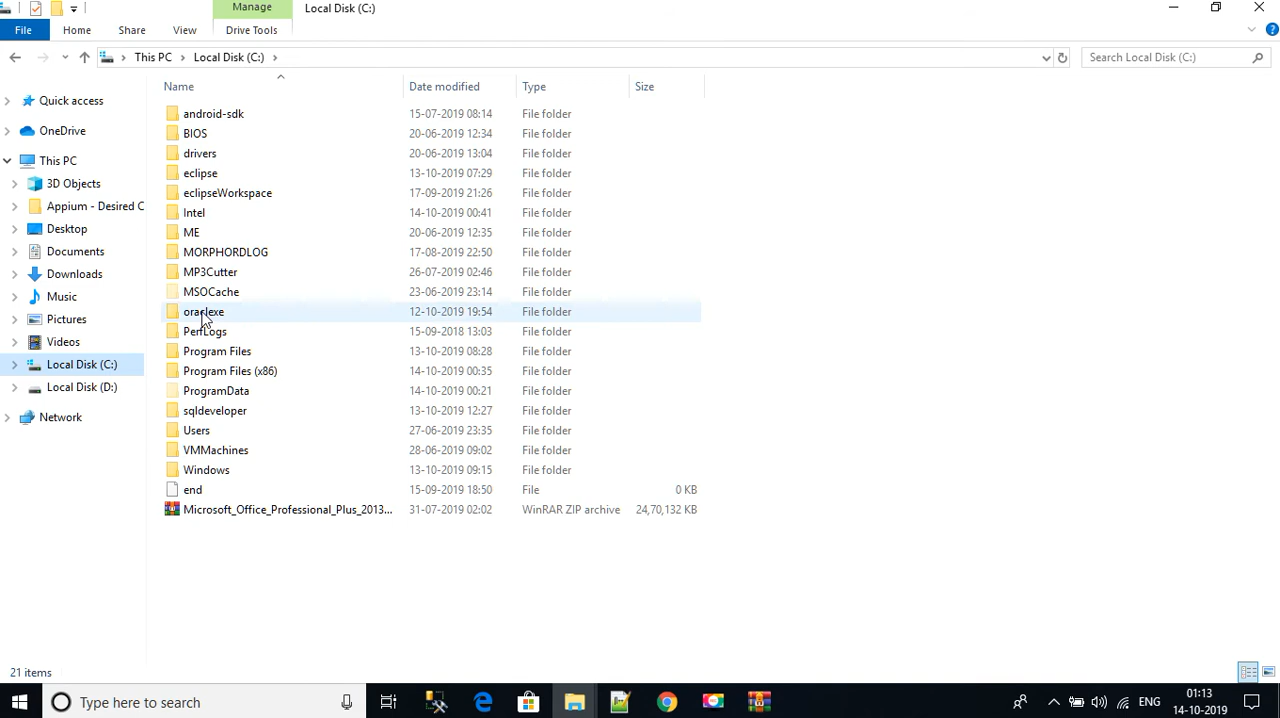 Manage
Local Disk (C:)
File
Home
Share
View
Drive Tools
This PC
Local Disk (C:)
Search Local Disk (C:)
Name
Date modified
Type
Size
Quick access
OneDrive
This PC
3D Objects
Appium - Desired C
Desktop
Documents
Downloads
Music
Pictures
Videos
Local Disk (C:)
Local Disk (D:)
Network
android-sdk 15-07-2019 08:14 File folder
BIOS 20-06-2019 12:34 File folder
drivers 20-06-2019 13:04 File folder
eclipse 13-10-2019 07:29 File folder
eclipseWorkspace 17-09-2019 21:26 File folder
Intel 14-10-2019 00:41 File folder
ME 20-06-2019 12:35 File folder
MORPHORDLOG 17-08-2019 22:50 File folder
MP3Cutter 26-07-2019 02:46 File folder
MSOCache 23-06-2019 23:14 File folder
oraclexe 12-10-2019 19:54 File folder
PerfLogs 15-09-2018 13:03 File folder
Program Files 13-10-2019 08:28 File folder
Program Files (x86) 14-10-2019 00:35 File folder
ProgramData 14-10-2019 00:21 File folder
sqldeveloper 13-10-2019 12:27 File folder
Users 27-06-2019 23:35 File folder
VMMachines 28-06-2019 09:02 File folder
Windows 13-10-2019 09:15 File folder
end 15-09-2019 18:50 File 0 KB
Microsoft_Office_Professional_Plus_2013... 31-07-2019 02:02 WinRAR ZIP archive 24,70,132 KB
21 items
Type here to search
ENG
01:13
14-10-2019